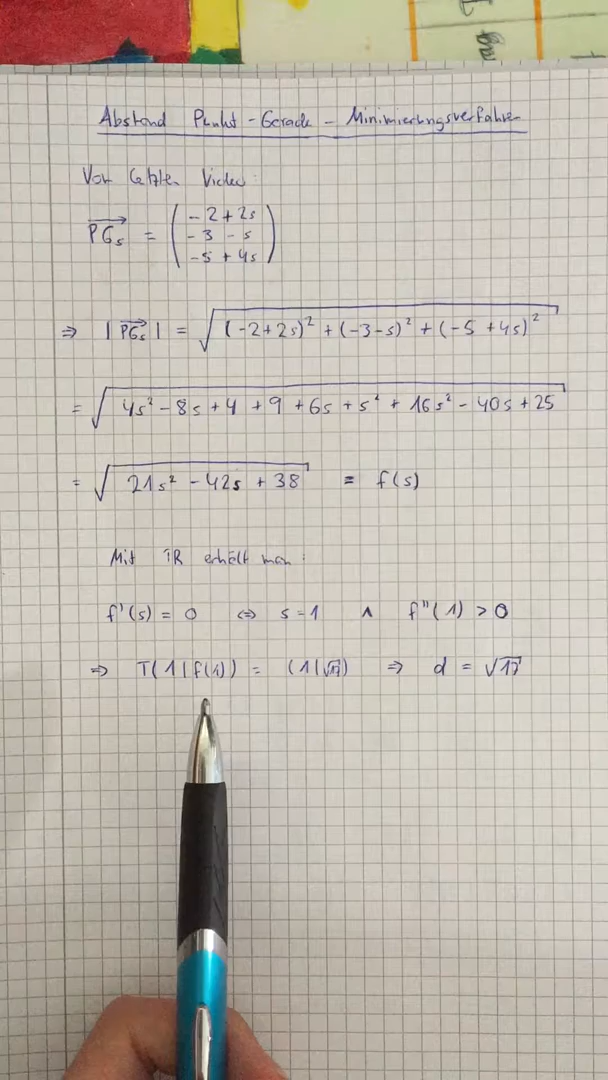 Abstand Punkt - Gerade - Minimierungsverfahren
Vom letzten Video:
PGₛ→ = ( -2+2s
-3 -s
-5 + 4s )
⇒ |PGₛ→| = √((-2+2s)² + (-3-s)² + (-5 +4s)²)
= √(4s² - 8s + 4 + 9 + 6s + s² + 16s² - 40s + 25)
= √(21s² - 42s + 38) = f(s)
Mit TR erhält man:
f'(s) = 0 ⇔ s = 1 ∧ f''(1) > 0
⇒ T(1|f(1)) = (1|√17) ⇒ d = √17